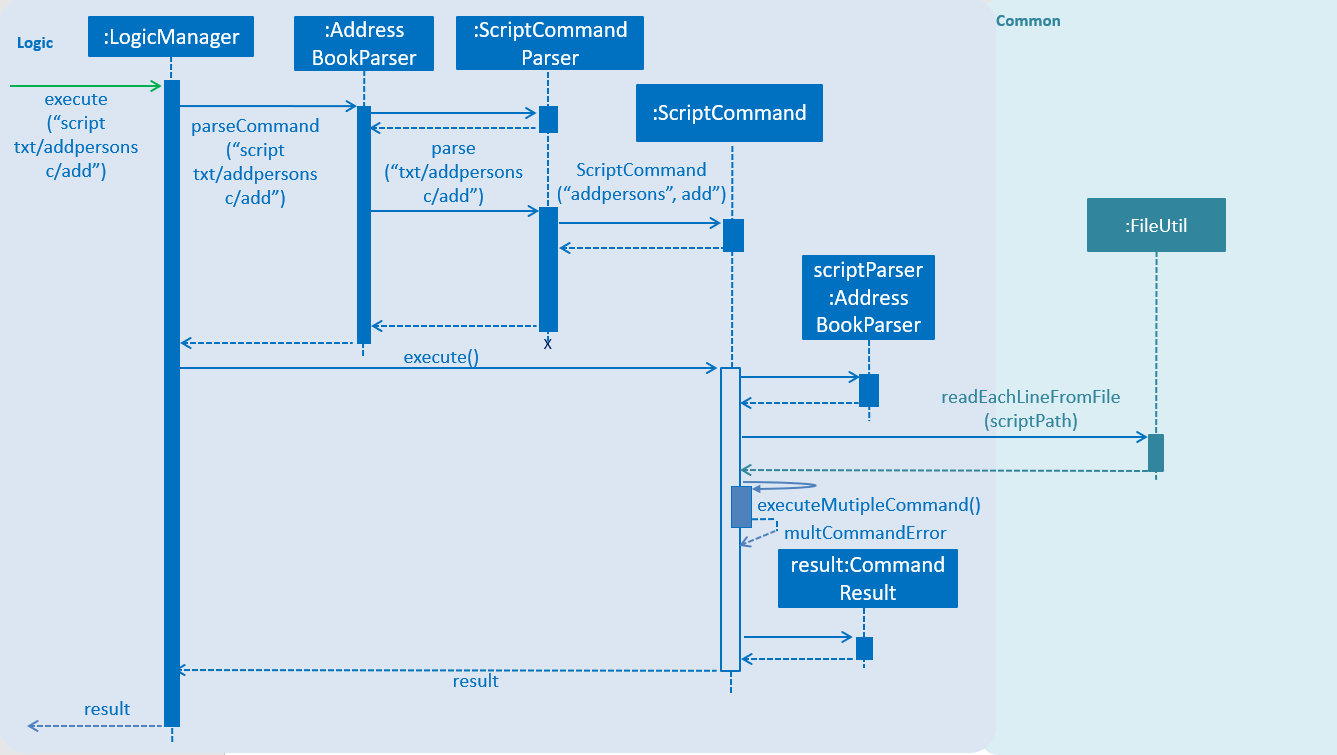 Logic
Common
:LogicManager
:Address
BookParser
:ScriptCommand
Parser
:ScriptCommand
:FileUtil
execute
(“script
txt/addpersons
c/add”)
parseCommand
(“script
txt/addpersons
c/add”)
parse
(“txt/addpersons
c/add”)
ScriptCommand
(“addpersons”, add”)
scriptParser
:Address
BookParser
X
execute()
readEachLineFromFile
(scriptPath)
executeMutipleCommand()
multCommandError
result:Command
Result
result
result